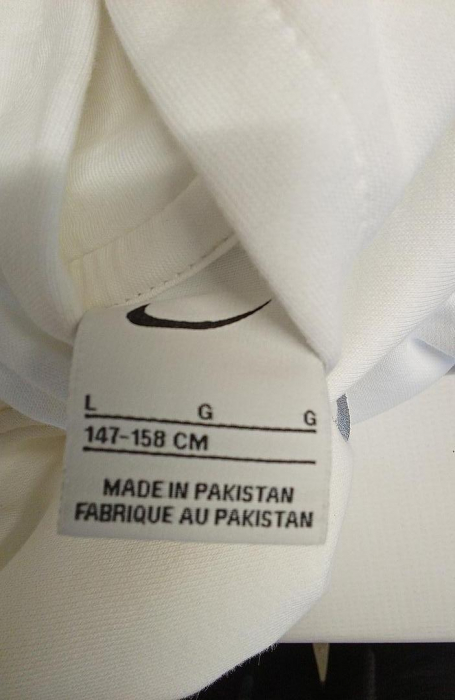 L G G
147-158 CM
MADE IN PAKISTAN
FABRIQUE AU PAKISTAN